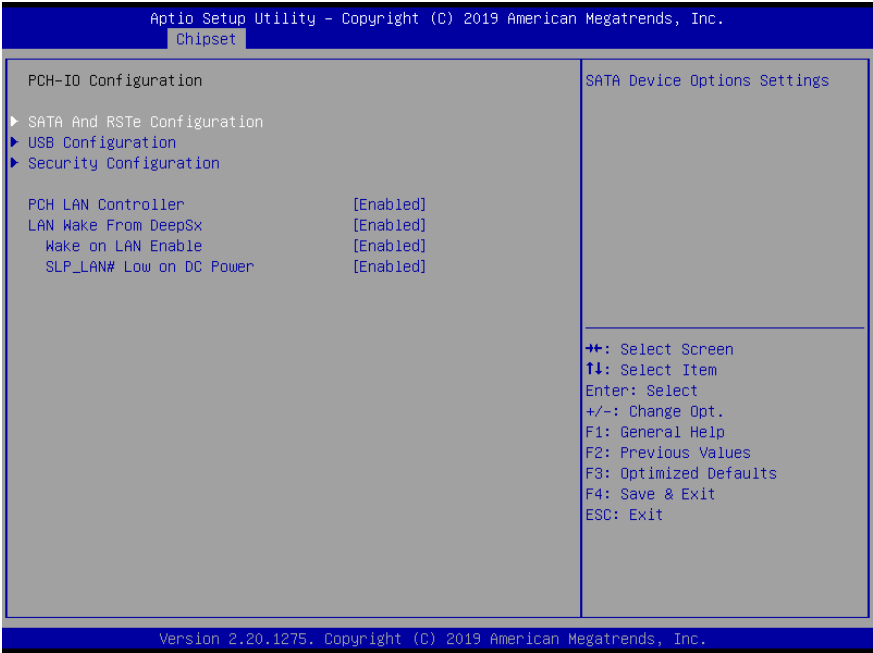 Aptio Setup Utility – Copyright (C) 2019 American Megatrends, Inc.
Chipset
PCH-IO Configuration
SATA And RSTe Configuration
USB Configuration
Security Configuration
PCH LAN Controller [Enabled]
LAN Wake From DeepSx [Enabled]
Wake on LAN Enable [Enabled]
SLP_LAN# Low on DC Power [Enabled]
SATA Device Options Settings
→←: Select Screen
↑↓: Select Item
Enter: Select
+/-: Change Opt.
F1: General Help
F2: Previous Values
F3: Optimized Defaults
F4: Save & Exit
ESC: Exit
Version 2.20.1275. Copyright (C) 2019 American Megatrends, Inc.